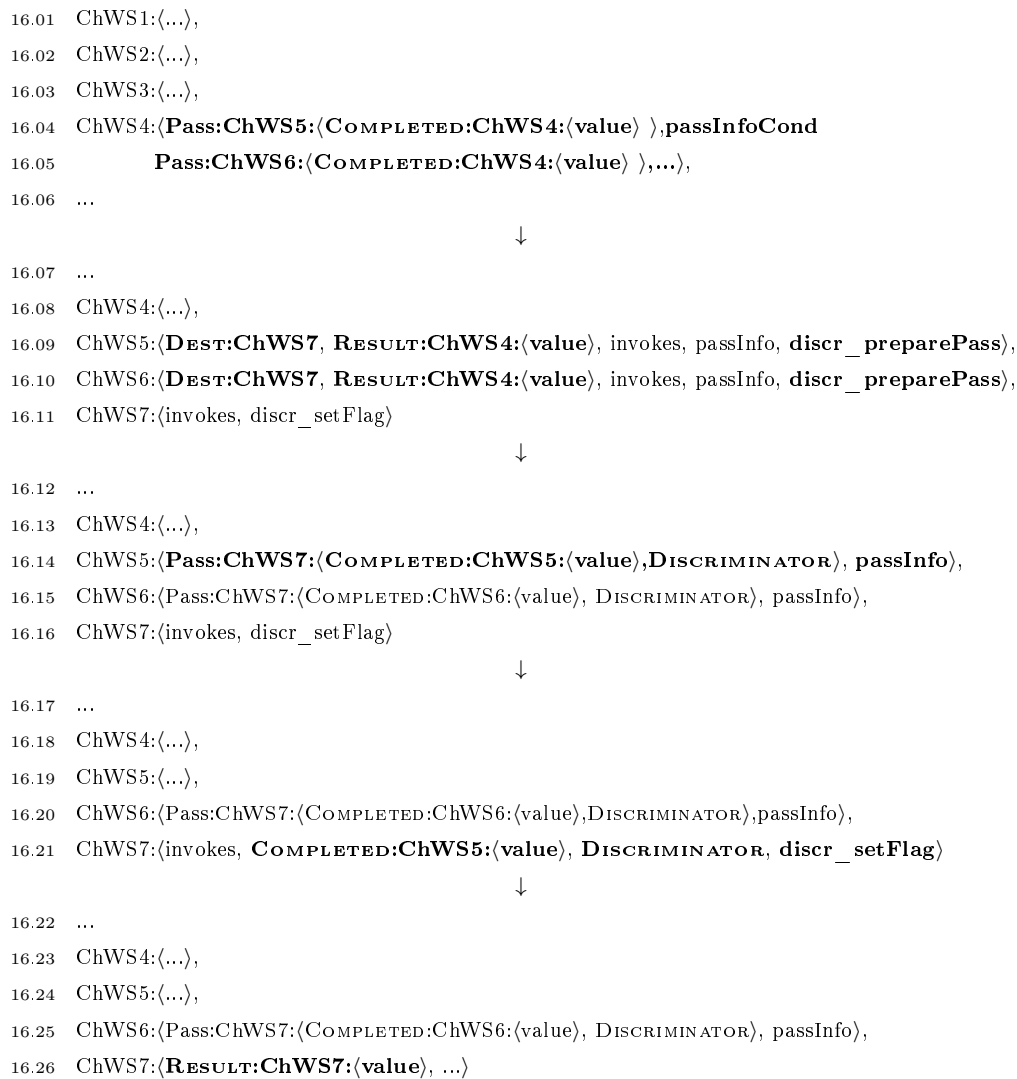 16.01 ChWS1:⟨...⟩,
16.02 ChWS2:⟨...⟩,
16.03 ChWS3:⟨...⟩,
16.04 ChWS4:⟨Pass:ChWS5:⟨COMPLETED:ChWS4:⟨value⟩ ⟩,passInfoCond
16.05 Pass:ChWS6:⟨COMPLETED:ChWS4:⟨value⟩ ⟩,...⟩,
16.06 ...
↓
16.07 ...
16.08 ChWS4:⟨...⟩,
16.09 ChWS5:⟨DEST:ChWS7, RESULT:ChWS4:⟨value⟩, invokes, passInfo, discr_preparePass⟩,
16.10 ChWS6:⟨DEST:ChWS7, RESULT:ChWS4:⟨value⟩, invokes, passInfo, discr_preparePass⟩,
16.11 ChWS7:⟨invokes, discr_setFlag⟩
↓
16.12 ...
16.13 ChWS4:⟨...⟩,
16.14 ChWS5:⟨Pass:ChWS7:⟨COMPLETED:ChWS5:⟨value⟩,DISCRIMINATOR⟩, passInfo⟩,
16.15 ChWS6:⟨Pass:ChWS7:⟨COMPLETED:ChWS6:⟨value⟩, DISCRIMINATOR⟩, passInfo⟩,
16.16 ChWS7:⟨invokes, discr_setFlag⟩
↓
16.17 ...
16.18 ChWS4:⟨...⟩,
16.19 ChWS5:⟨...⟩,
16.20 ChWS6:⟨Pass:ChWS7:⟨COMPLETED:ChWS6:⟨value⟩,DISCRIMINATOR⟩,passInfo⟩,
16.21 ChWS7:⟨invokes, COMPLETED:ChWS5:⟨value⟩, DISCRIMINATOR, discr_setFlag⟩
↓
16.22 ...
16.23 ChWS4:⟨...⟩,
16.24 ChWS5:⟨...⟩,
16.25 ChWS6:⟨Pass:ChWS7:⟨COMPLETED:ChWS6:⟨value⟩, DISCRIMINATOR⟩, passInfo⟩,
16.26 ChWS7:⟨RESULT:ChWS7:⟨value⟩, ...⟩